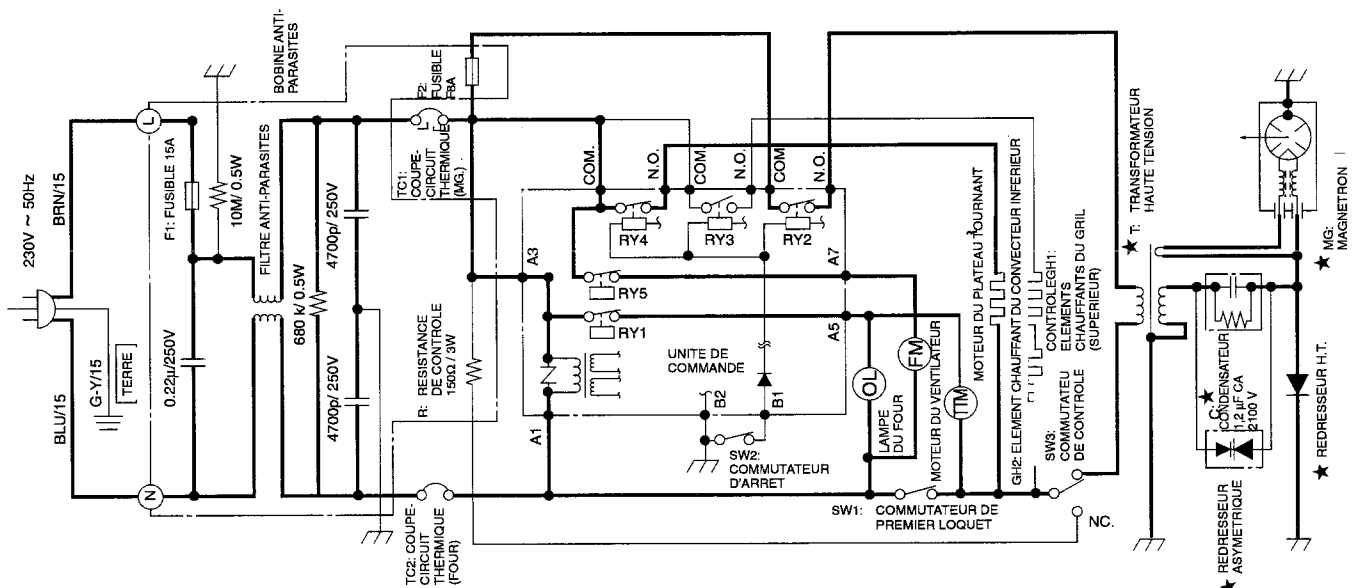 230V ~ 50Hz
BRN/15
BLU/15
G-Y/15
TERRE
L
N
F1: FUSIBLE 15A
10M/ 0.5W
0.22µ/250V
FILTRE ANTI-PARASITES
BOBINE ANTI-
PARASITES
680 k/ 0.5W
4700p/ 250V
4700p/ 250V
TC1:
COUPE-
CIRCUIT
THERMIQUE
(MG.)
F2:
FUSIBLE
F8A
TC2: COUPE-
CIRCUIT
THERMIQUE
(FOUR)
R:
RESISTANCE
DE CONTROLE
150Ω / 3W
A3
A1
A7
A5
COM.
N.O.
COM.
N.O.
COM
N.O.
RY4
RY3
RY2
RY5
RY1
UNITE DE
COMMANDE
B2
B1
SW2:
COMMUTATEUR
D'ARRET
OL
LAMPE
DU FOUR
FM
MOTEUR DU VENTILATEUR
TTM
MOTEUR DU PLATEAU TOURNANT
GH2: ELEMENT CHAUFFANT DU CONVECTEUR INFERIEUR
CONTROLEGH1:
ELEMENTS
CHAUFFANTS DU GRIL
(SUPERIEUR)
SW1:
COMMUTATEUR DE
PREMIER LOQUET
SW3:
COMMUTATEU
DE CONTROLE
NC.
★ T: TRANSFORMATEUR
HAUTE TENSION
C: ★
CONDENSATEUR
1,2 µF CA
2100 V
★ REDRESSEUR
ASYMETRIQUE
★ REDRESSEUR H.T.
★ MG:
MAGNETRON